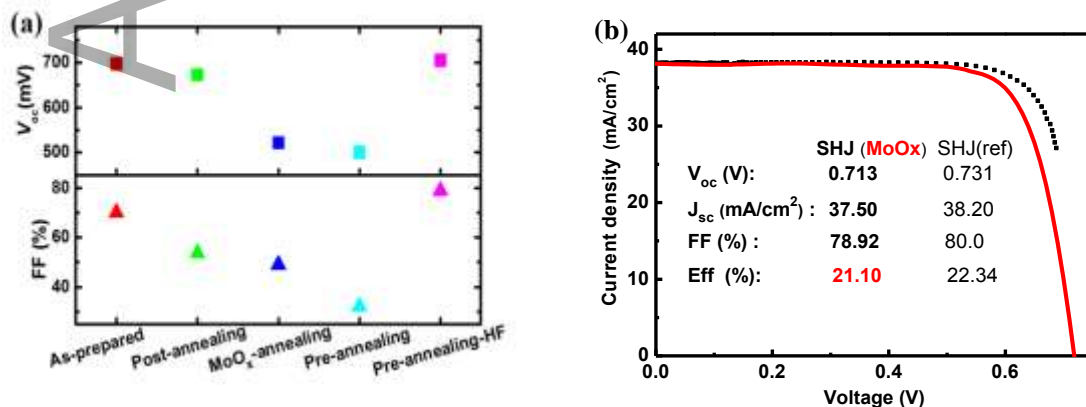 (a)
A
700
600
500
V_oc (mV)
80
60
40
FF (%)
As-prepared
Post-annealing
MoO_x-annealing
Pre-annealing
Pre-annealing-HF
(b)
40
30
20
10
0
Current density (mA/cm²)
SHJ (MoOx) SHJ(ref)
V_oc (V): 0.713 0.731
J_sc (mA/cm²) : 37.50 38.20
FF (%) : 78.92 80.0
Eff (%): 21.10 22.34
0.0 0.2 0.4 0.6
Voltage (V)